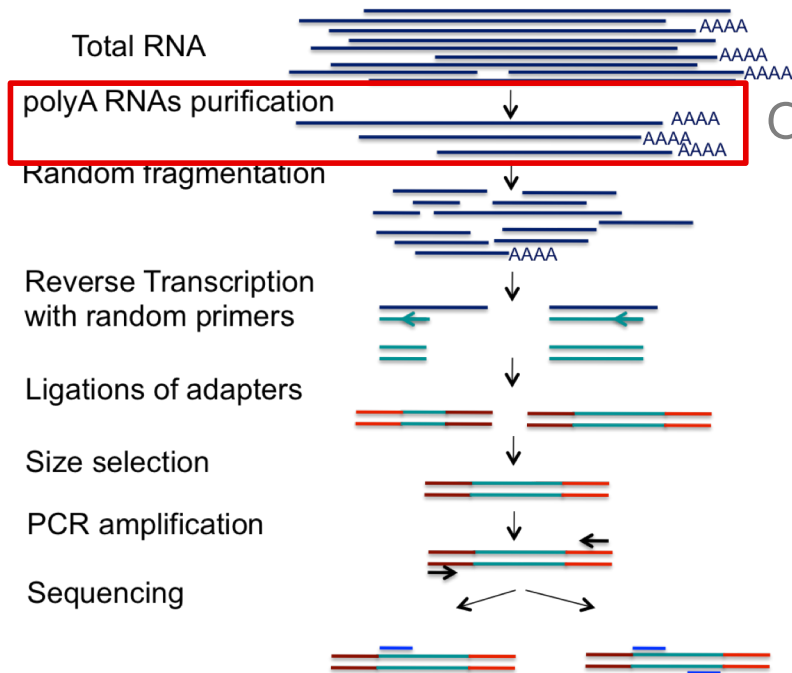 AAAA
Total RNA
AAAA
AAAA
polyA RNAs purification
AAAA
AAAA
AAAA
Random fragmentation
AAAA
Reverse Transcription
with random primers
Ligations of adapters
Size selection
PCR amplification
Sequencing